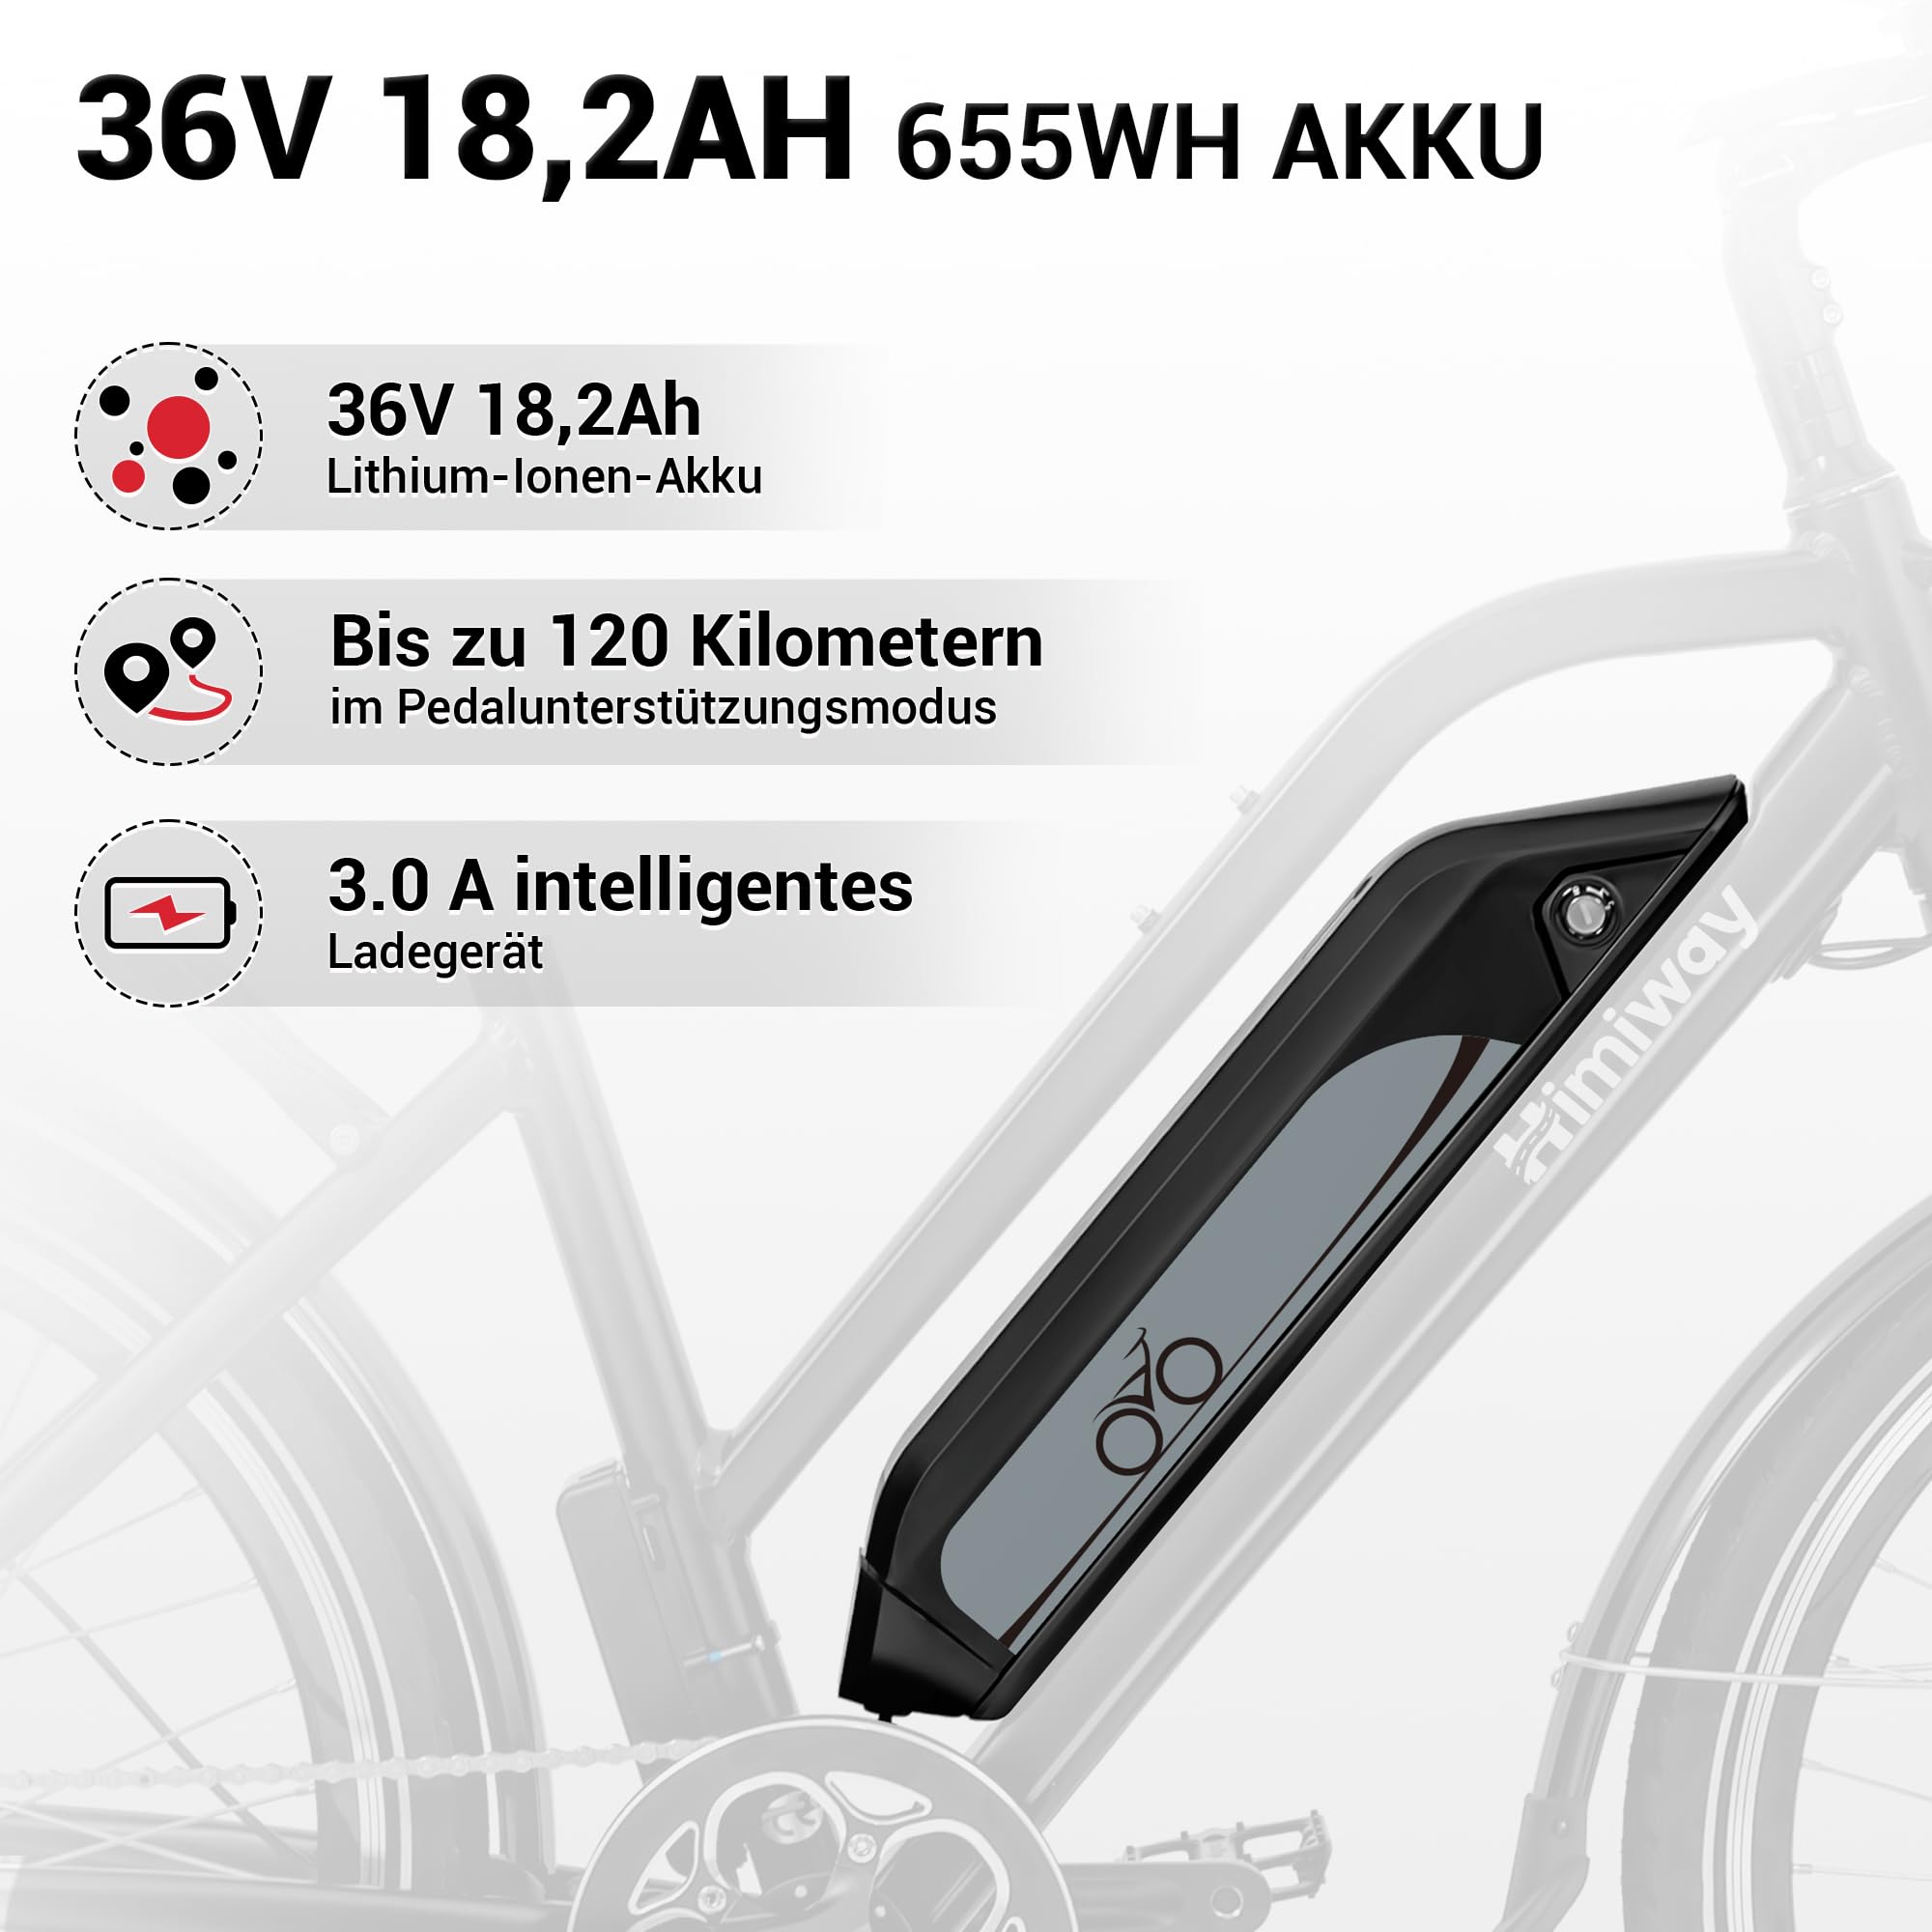 36V 18,2AH 655WH AKKU
36V 18,2Ah
Lithium-Ionen-Akku
Bis zu 120 Kilometern
im Pedalunterstützungsmodus
3.0 A intelligentes
Ladegerät
Himiway